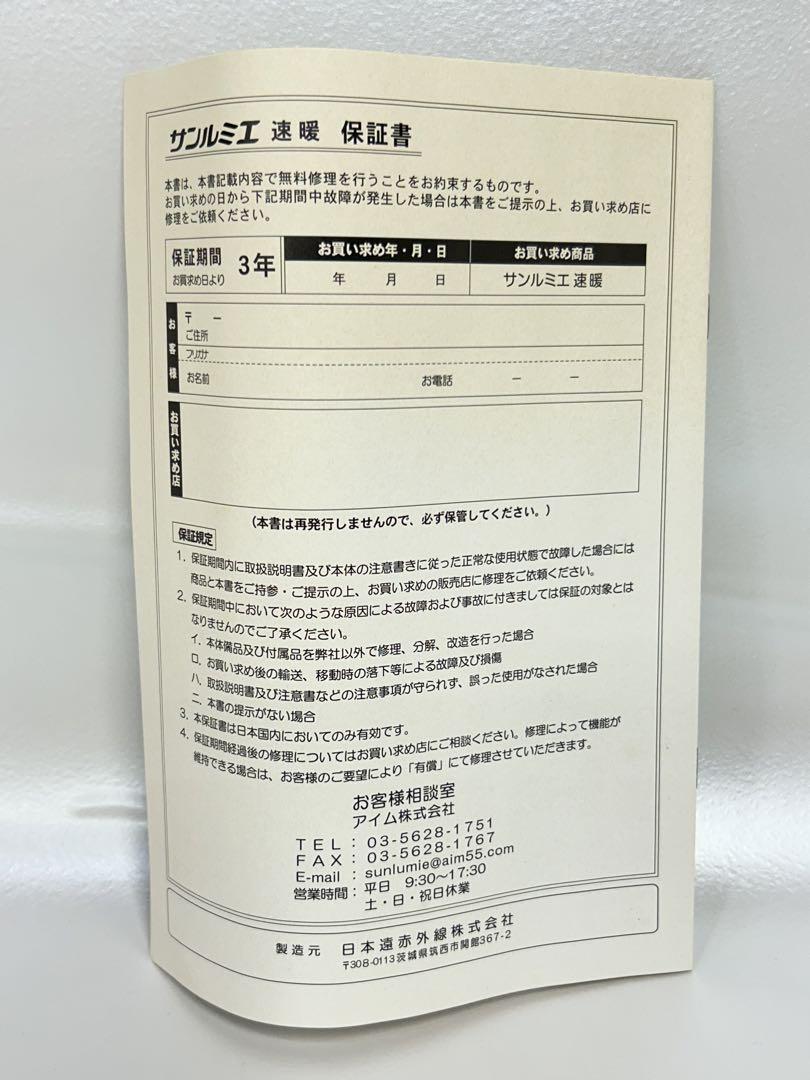 サンルミエ 速暖 保証書
本書は、本書記載内容で無料修理を行うことをお約束するものです。
お買い求めの日から下記期間中故障が発生した場合は本書をご提示の上、お買い求め店に
修理をご依頼ください。
保証期間
お買求め日より
3年
お買い求め年・月・日
お買い求め商品
年 月 日
サンルミエ 速暖
お客様
〒 −
ご住所
フリガナ
お名前
お電話 − −
お買い求め店
(本書は再発行しませんので、必ず保管してください。)
保証規定
1. 保証期間内に取扱説明書及び本体の注意書きに従った正常な使用状態で故障した場合には
商品と本書をご持参・ご提示の上、お買い求めの販売店に修理をご依頼ください。
2. 保証期間中において次のような原因による故障および事故に付きましては保証の対象とは
なりませんのでご了承ください。
イ. 本体備品及び付属品を弊社以外で修理、分解、改造を行った場合
ロ. お買い求め後の輸送、移動時の落下等による故障及び損傷
ハ. 取扱説明書及び注意書などの注意事項が守られず、誤った使用がなされた場合
ニ. 本書の提示がない場合
3. 本保証書は日本国内においてのみ有効です。
4. 保証期間経過後の修理についてはお買い求め店にご相談ください。修理によって機能が
維持できる場合は、お客様のご要望により「有償」にて修理させていただきます。
お客様相談室
アイム株式会社
TEL : 03-5628-1751
FAX : 03-5628-1767
E-mail : sunlumie@aim55.com
営業時間 : 平日 9:30〜17:30
土・日・祝日休業
製造元 日本遠赤外線株式会社
〒308-0113茨城県筑西市関館367-2